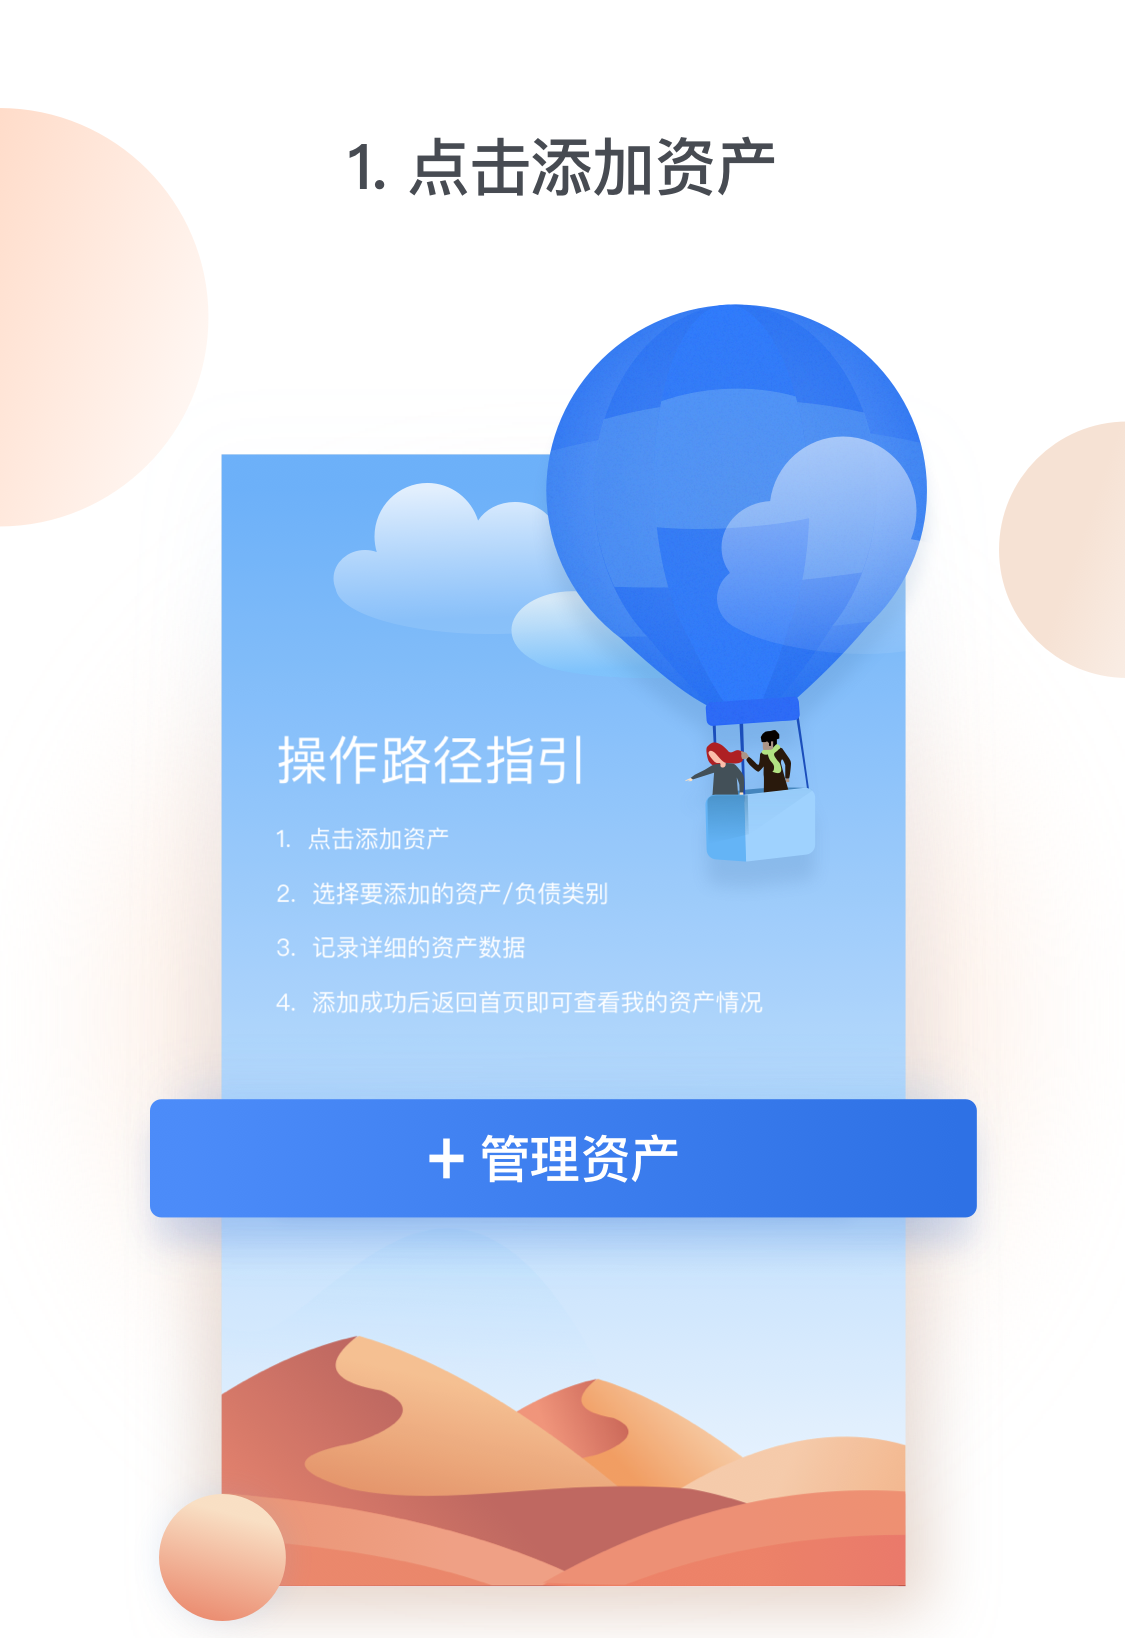 1. 点击添加资产
操作路径指引
1. 点击添加资产
2. 选择要添加的资产/负债类别
3. 记录详细的资产数据
4. 添加成功后返回首页即可查看我的资产情况
+ 管理资产